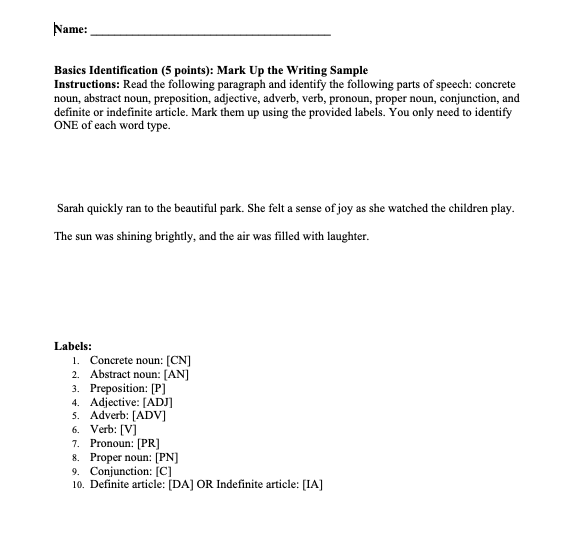 Name: ________________________________________
Basics Identification (5 points): Mark Up the Writing Sample
Instructions: Read the following paragraph and identify the following parts of speech: concrete
noun, abstract noun, preposition, adjective, adverb, verb, pronoun, proper noun, conjunction, and
definite or indefinite article. Mark them up using the provided labels. You only need to identify
ONE of each word type.
Sarah quickly ran to the beautiful park. She felt a sense of joy as she watched the children play.
The sun was shining brightly, and the air was filled with laughter.
Labels:
1. Concrete noun: [CN]
2. Abstract noun: [AN]
3. Preposition: [P]
4. Adjective: [ADJ]
5. Adverb: [ADV]
6. Verb: [V]
7. Pronoun: [PR]
8. Proper noun: [PN]
9. Conjunction: [C]
10. Definite article: [DA] OR Indefinite article: [IA]